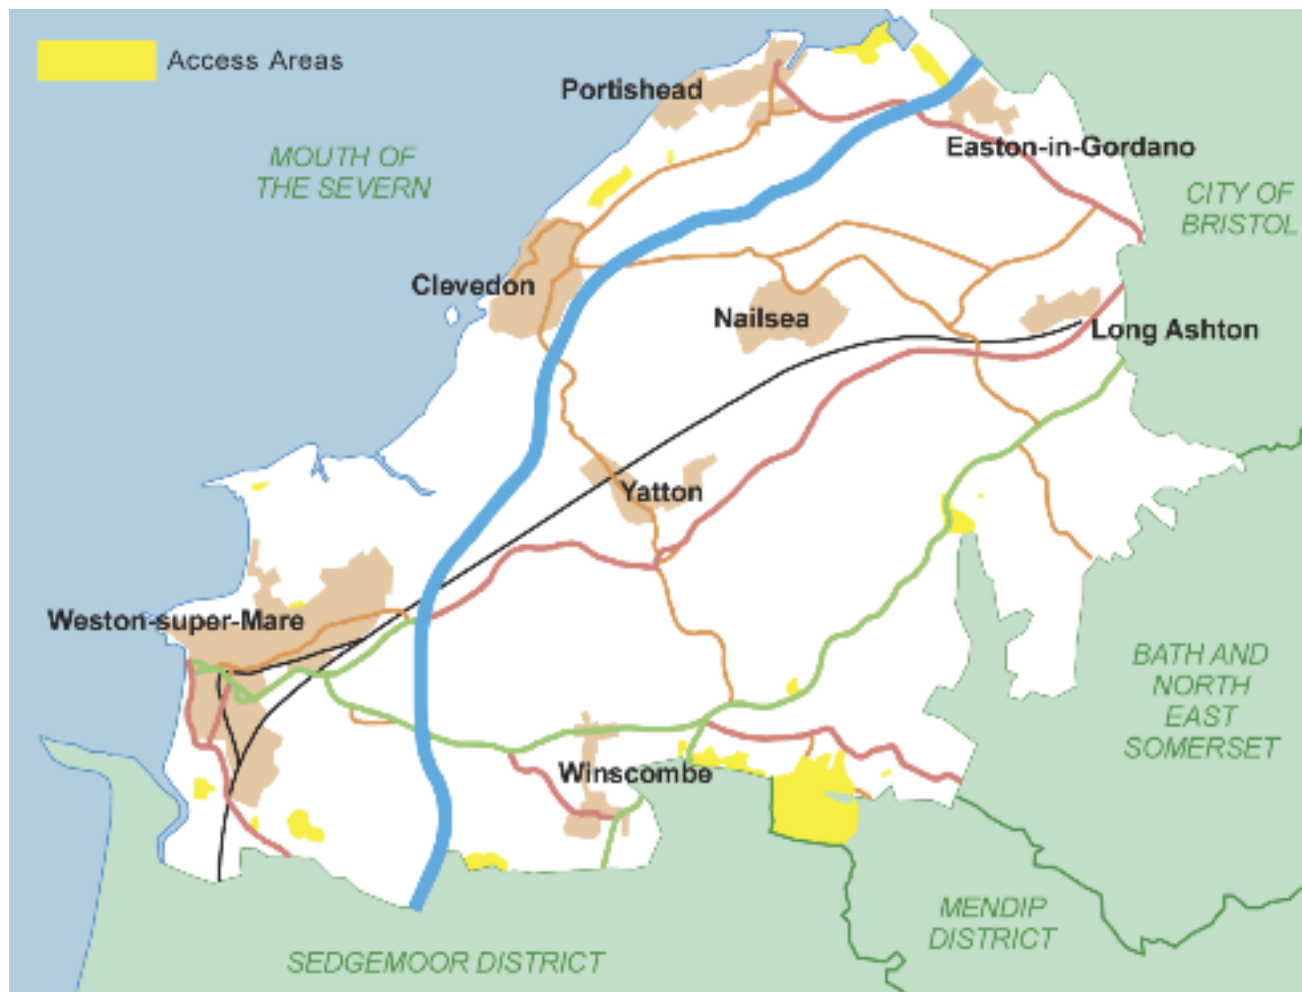 Access Areas
Portishead
MOUTH OF
THE SEVERN
Easton-in-Gordano
CITY OF
BRISTOL
Clevedon
Nailsea
Long Ashton
Yatton
Weston-super-Mare
BATH AND
NORTH
EAST
SOMERSET
Winscombe
MENDIP
DISTRICT
SEDGEMOOR DISTRICT